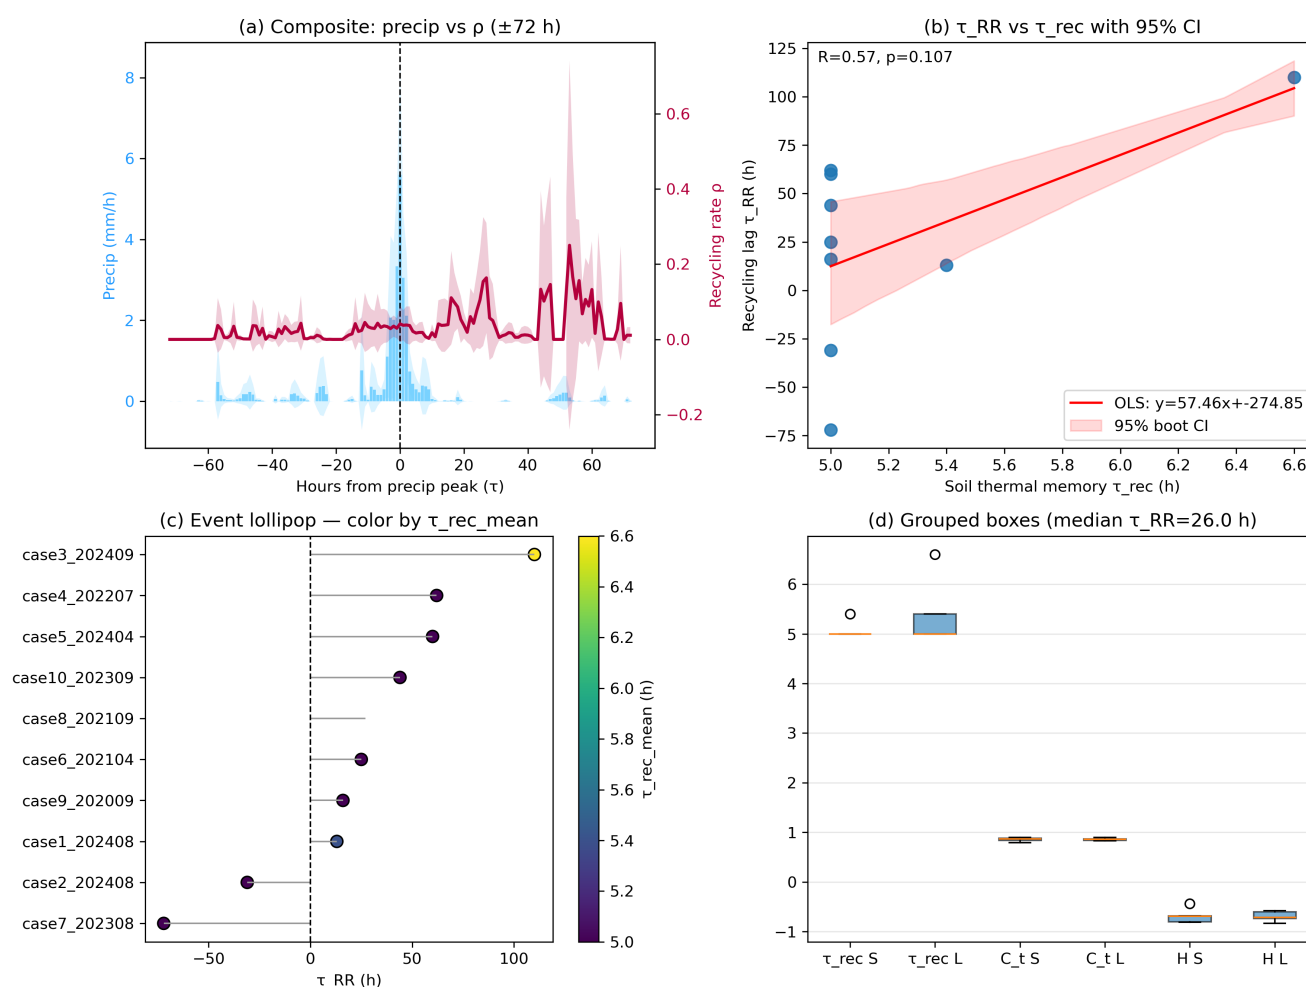 (a) Composite: precip vs ρ (±72 h)
8
6
4
2
0
Precip (mm/h)
0.6
0.4
0.2
0.0
−0.2
Recycling rate ρ
−60 −40 −20 0 20 40 60
Hours from precip peak (τ)
(b) τ_RR vs τ_rec with 95% CI
R=0.57, p=0.107
125
100
75
50
25
0
−25
−50
−75
Recycling lag τ_RR (h)
OLS: y=57.46x+-274.85
95% boot CI
5.0 5.2 5.4 5.6 5.8 6.0 6.2 6.4 6.6
Soil thermal memory τ_rec (h)
(c) Event lollipop — color by τ_rec_mean
case3_202409
case4_202207
case5_202404
case10_202309
case8_202109
case6_202104
case9_202009
case1_202408
case2_202408
case7_202308
−50 0 50 100
τ_RR (h)
6.6
6.4
6.2
6.0
5.8
5.6
5.4
5.2
5.0
τ_rec_mean (h)
(d) Grouped boxes (median τ_RR=26.0 h)
6
5
4
3
2
1
0
−1
τ_rec S τ_rec L C_t S C_t L H S H L